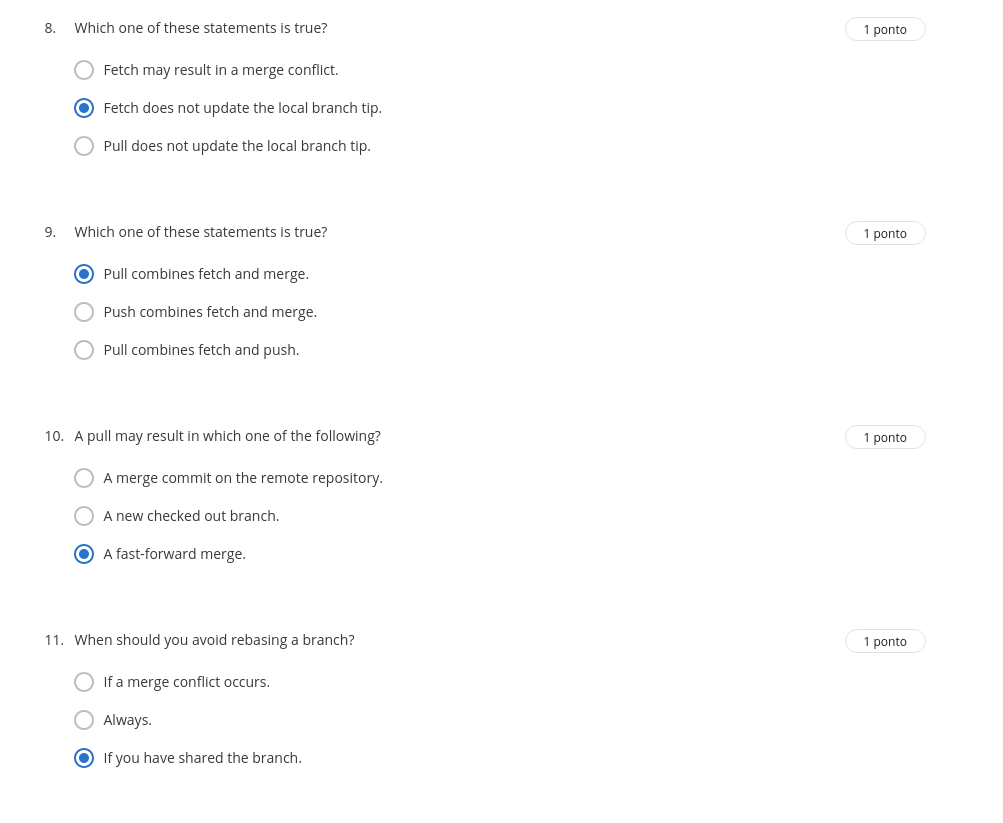 8. Which one of these statements is true?
1 ponto
Fetch may result in a merge conflict.
Fetch does not update the local branch tip.
Pull does not update the local branch tip.
9. Which one of these statements is true?
1 ponto
Pull combines fetch and merge.
Push combines fetch and merge.
Pull combines fetch and push.
10. A pull may result in which one of the following?
1 ponto
A merge commit on the remote repository.
A new checked out branch.
A fast-forward merge.
11. When should you avoid rebasing a branch?
1 ponto
If a merge conflict occurs.
Always.
If you have shared the branch.